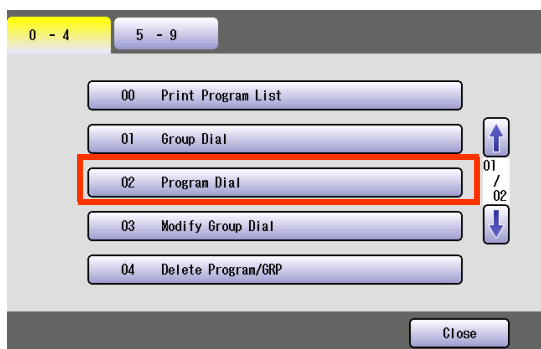 0 - 4
5 - 9
00 Print Program List
01 Group Dial
02 Program Dial
03 Modify Group Dial
04 Delete Program/GRP
01
/
02
Close